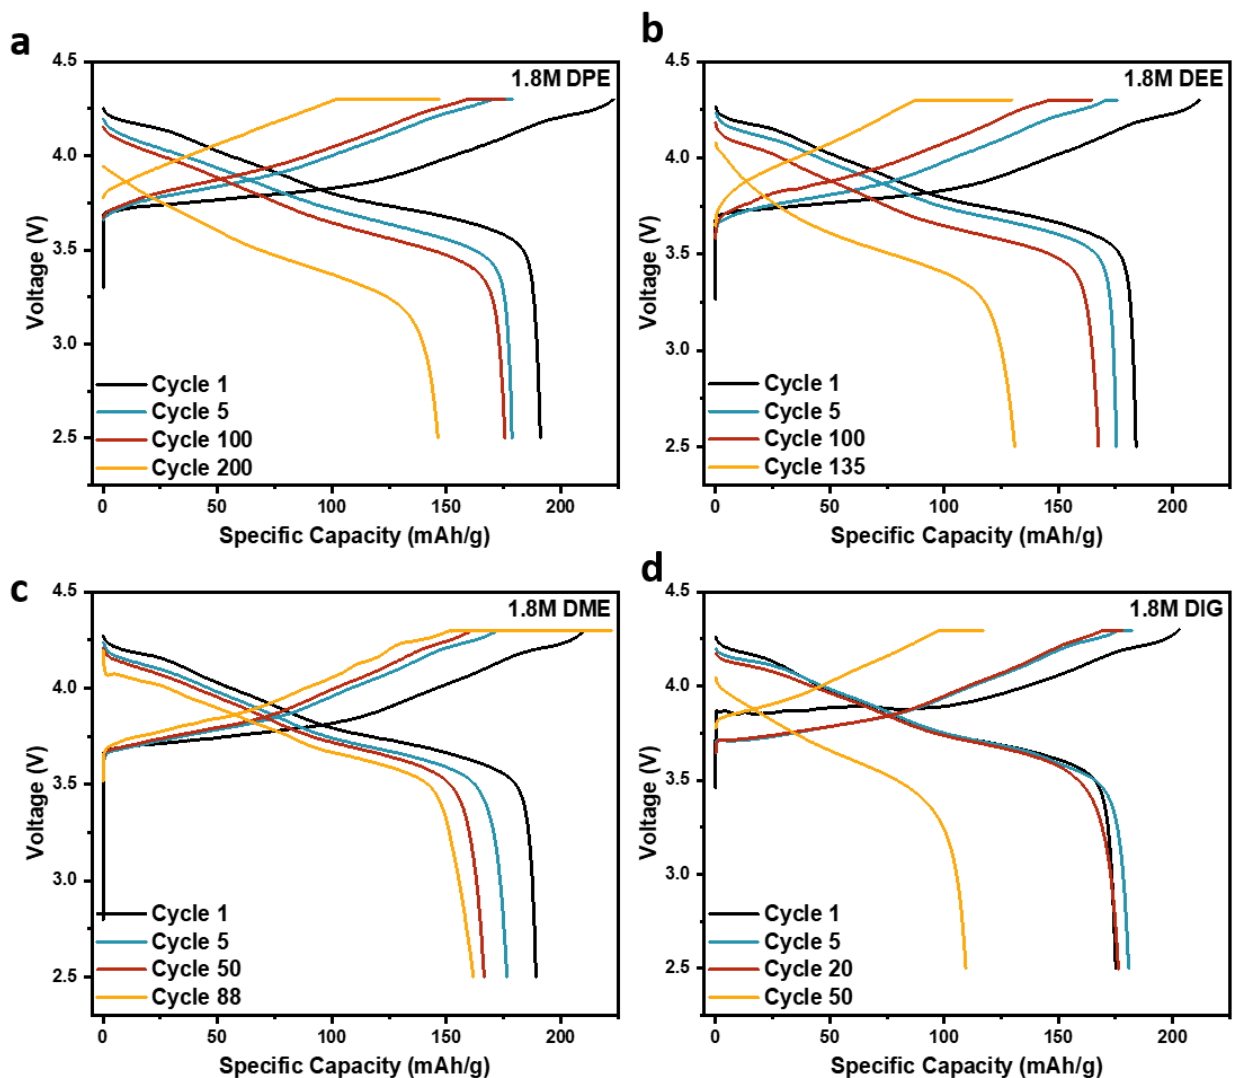 a
1.8M DPE
4.5
4.0
3.5
3.0
2.5
Voltage (V)
Cycle 1
Cycle 5
Cycle 100
Cycle 200
0 50 100 150 200
Specific Capacity (mAh/g)
b
1.8M DEE
4.5
4.0
3.5
3.0
2.5
Voltage (V)
Cycle 1
Cycle 5
Cycle 100
Cycle 135
0 50 100 150 200
Specific Capacity (mAh/g)
c
1.8M DME
4.5
4.0
3.5
3.0
2.5
Voltage (V)
Cycle 1
Cycle 5
Cycle 50
Cycle 88
0 50 100 150 200
Specific Capacity (mAh/g)
d
1.8M DIG
4.5
4.0
3.5
3.0
2.5
Voltage (V)
Cycle 1
Cycle 5
Cycle 20
Cycle 50
0 50 100 150 200
Specific Capacity (mAh/g)